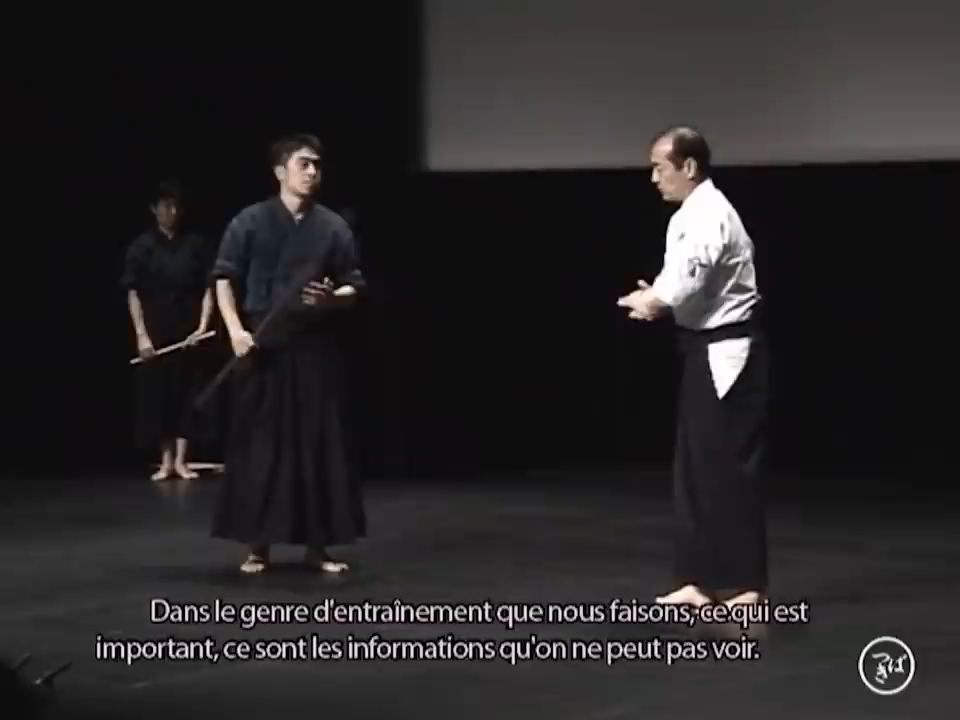 Dans le genre d'entraînement que nous faisons, ce qui est
important, ce sont les informations qu'on ne peut pas voir.